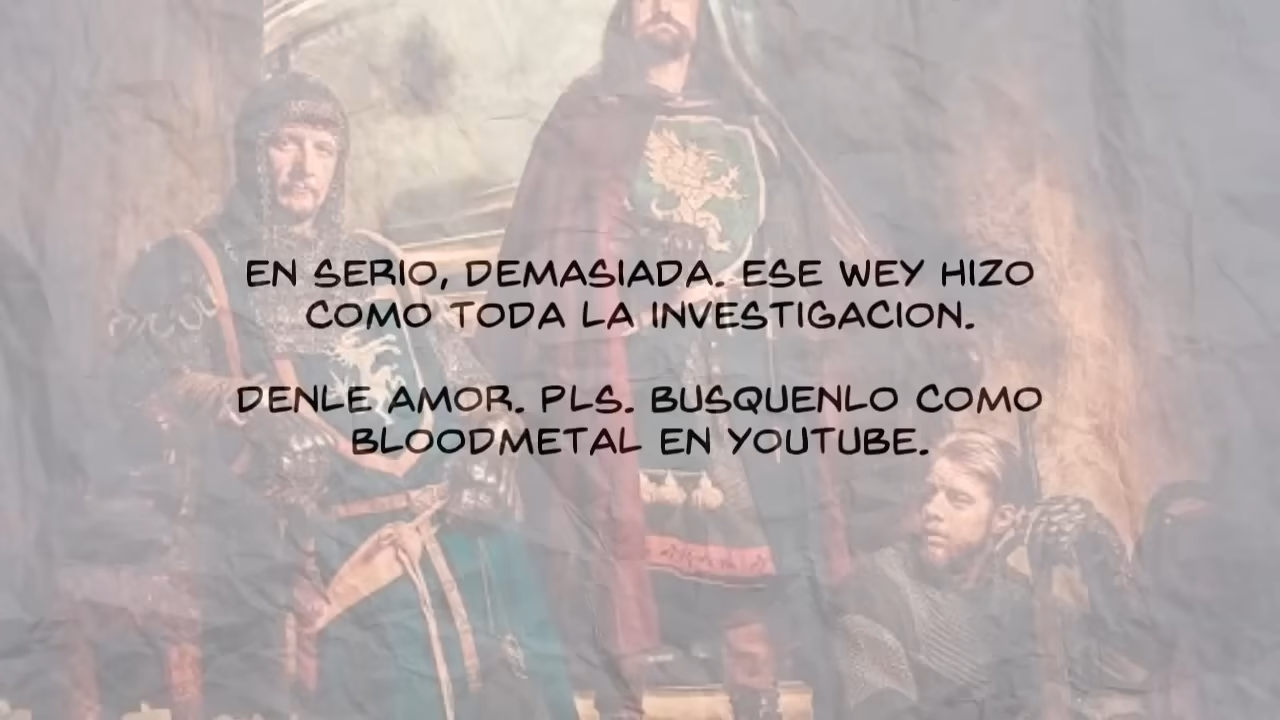 EN SERIO, DEMASIADA. ESE WEY HIZO
COMO TODA LA INVESTIGACION.
DENLE AMOR. PLS. BUSQUENLO COMO
BLOODMETAL EN YOUTUBE.